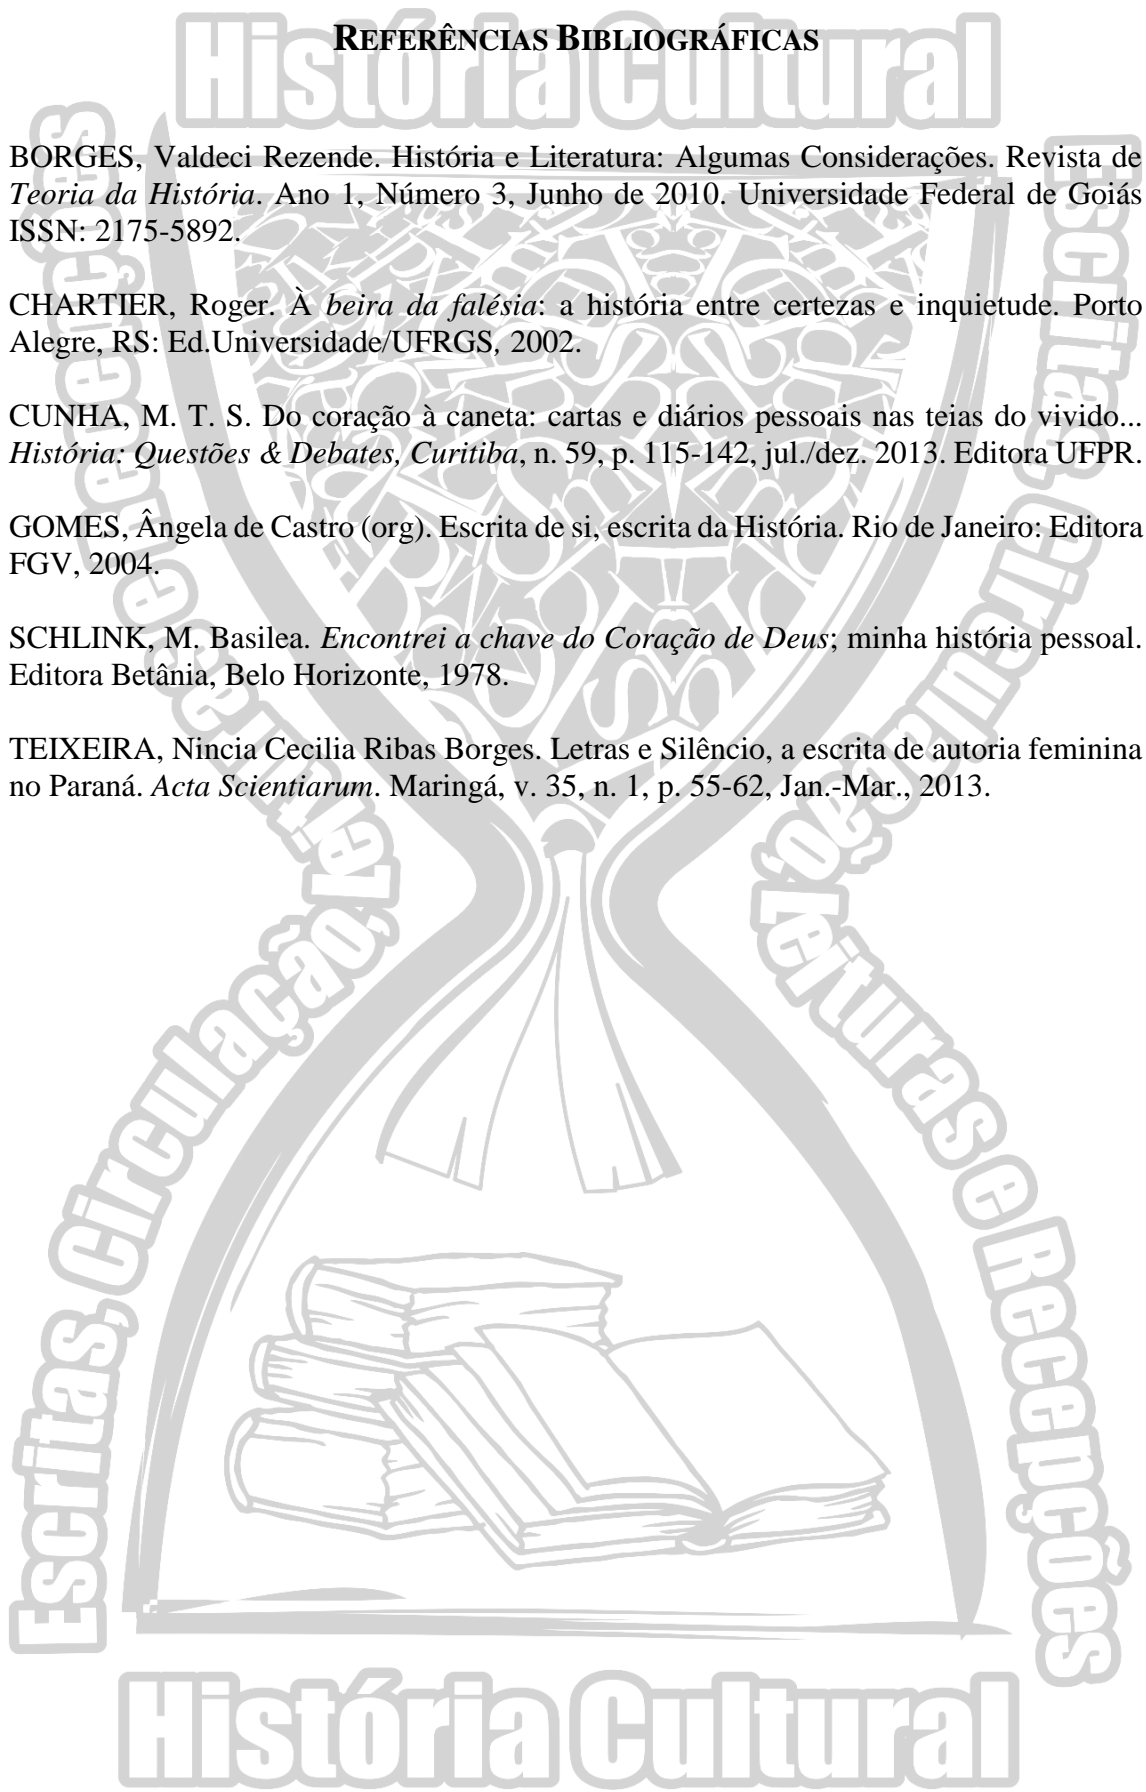 História Cultural
REFERÊNCIAS BIBLIOGRÁFICAS
BORGES, Valdeci Rezende. História e Literatura: Algumas Considerações. Revista de
Teoria da História. Ano 1, Número 3, Junho de 2010. Universidade Federal de Goiás
ISSN: 2175-5892.
CHARTIER, Roger. À beira da falésia: a história entre certezas e inquietude. Porto
Alegre, RS: Ed.Universidade/UFRGS, 2002.
CUNHA, M. T. S. Do coração à caneta: cartas e diários pessoais nas teias do vivido...
História: Questões & Debates, Curitiba, n. 59, p. 115-142, jul./dez. 2013. Editora UFPR.
GOMES, Ângela de Castro (org). Escrita de si, escrita da História. Rio de Janeiro: Editora
FGV, 2004.
SCHLINK, M. Basilea. Encontrei a chave do Coração de Deus; minha história pessoal.
Editora Betânia, Belo Horizonte, 1978.
TEIXEIRA, Nincia Cecilia Ribas Borges. Letras e Silêncio, a escrita de autoria feminina
no Paraná. Acta Scientiarum. Maringá, v. 35, n. 1, p. 55-62, Jan.-Mar., 2013.
Escritas, Circulação, Leituras e Recepções
Escritas, Circulação, Leituras e Recepções
História Cultural